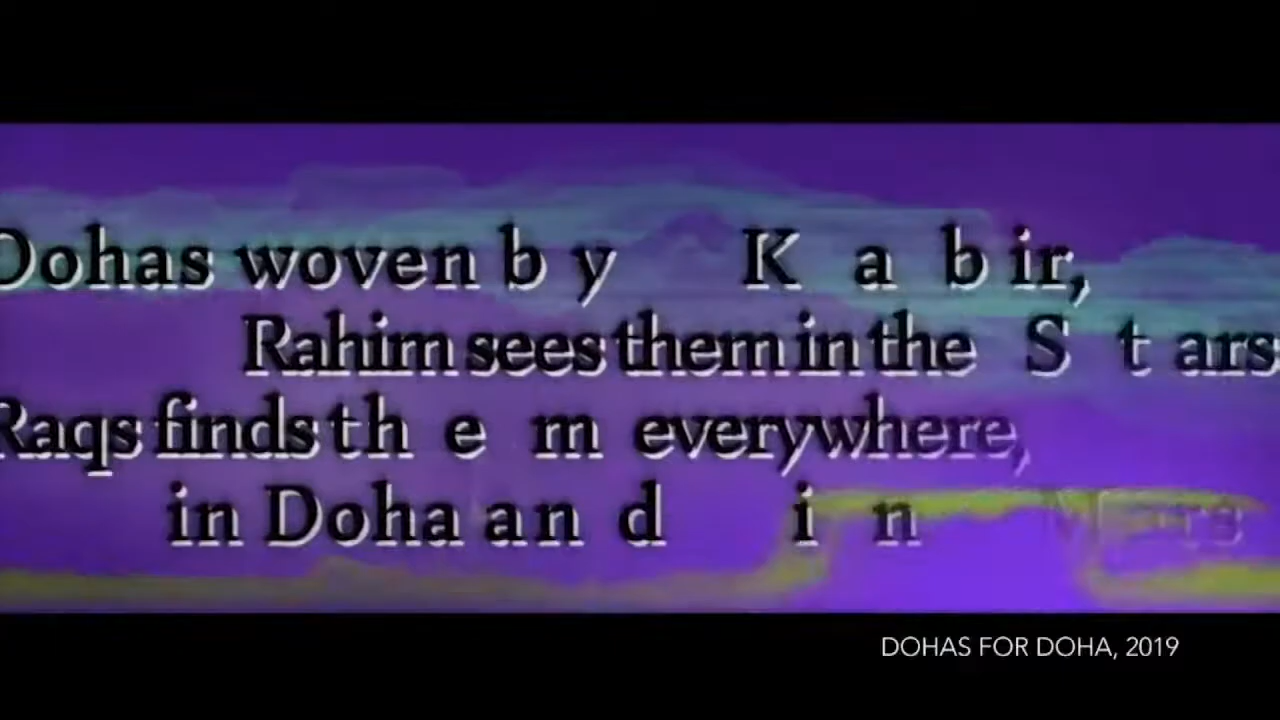 Dohas woven by Kabir,
Rahim sees them in the Stars
Raqs finds them everywhere,
in Doha and in Mars
DOHAS FOR DOHA, 2019